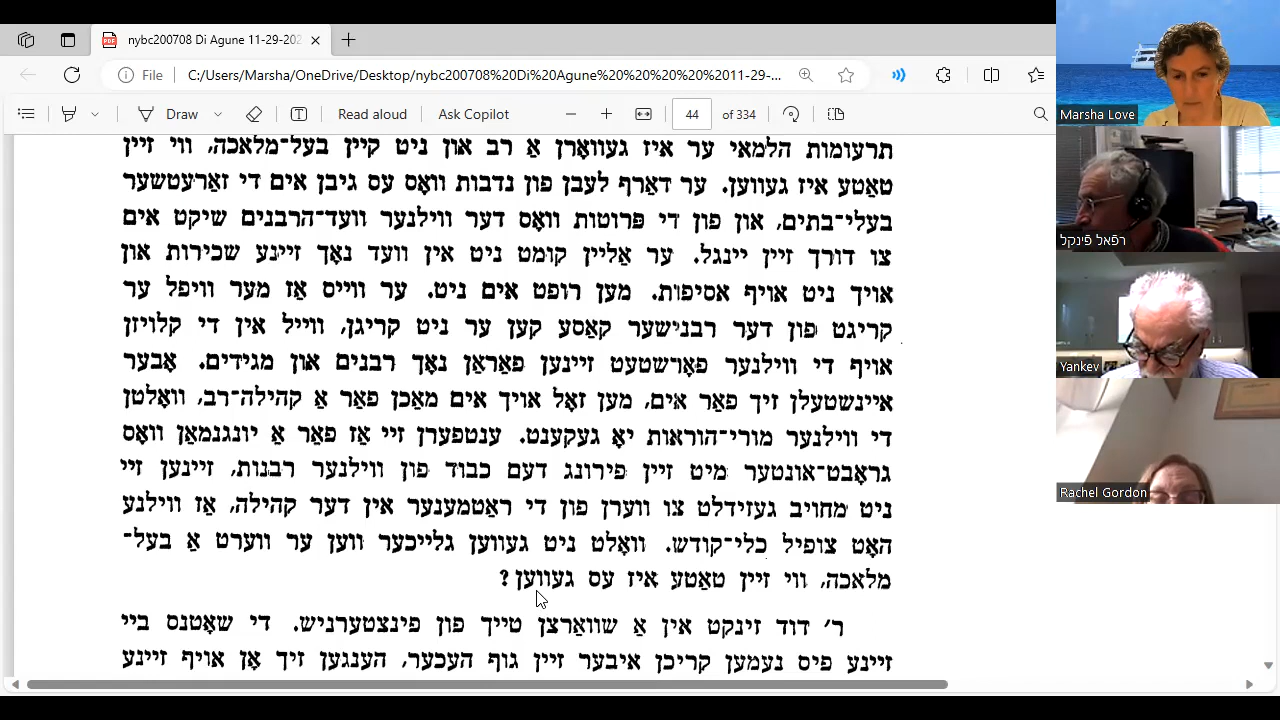 nybc200708 Di Agune 11-29-202
File C:/Users/Marsha/OneDrive/Desktop/nybc200708%20Di%20Agune%20%20%20%20%2011-29-...
Draw Read aloud Ask Copilot 44 of 334
תרעומות הלמאי ער איז געוואָרן אַ רב און ניט קיין בעל־מלאכה, ווי זיין
טאַטע איז געווען. ער דאַרף לעבן פון נדבות וואָס עס גיבן אים די זאַרעטשער
בעלי־בתים, און פון די פּרוטות וואָס דער ווילנער וועד־הרבנים שיקט אים
צו דורך זיין יינגל. ער אַליין קומט ניט אין וועד נאָך זיינע שכירות און
אויך ניט אויף אסיפות. מען רופט אים ניט. ער ווייס אַז מער וויפל ער
קריגט פון דער רבנישער קאַסע קען ער ניט קריגן, ווייל אין די קלויזן
אויף די ווילנער פאָרשטעט זיינען פאַראַן נאָך רבנים און מגידים. אָבער
איינשטעלן זיך פאַר אים, מען זאָל אויך אים מאַכן פאַר אַ קהילה־רב, וואָלטן
די ווילנער מורי־הוראות יאָ געקענט. ענטפערן זיי אַז פאַר אַ יונגנמאַן וואָס
גראָבט־אונטער מיט זיין פירונג דעם כבוד פון ווילנער רבנות, זיינען זיי
ניט מחויב געזידלט צו ווערן פון די ראַטמענער אין דער קהילה, אַז ווילנע
האָט צופיל כלי־קודש. וואָלט ניט געווען גלייכער ווען ער ווערט אַ בעל־
מלאכה, ווי זיין טאַטע איז עס געווען?
ר׳ דוד זינקט אין אַ שוואַרצן טייך פון פינצטערניש. די שאָטנס ביי
זיינע פיס נעמען קריכן איבער זיין גוף העכער, הענגען זיך אָן אויף זיינע
Marsha Love
רפֿאל פֿינקל
Yankev
Rachel Gordon